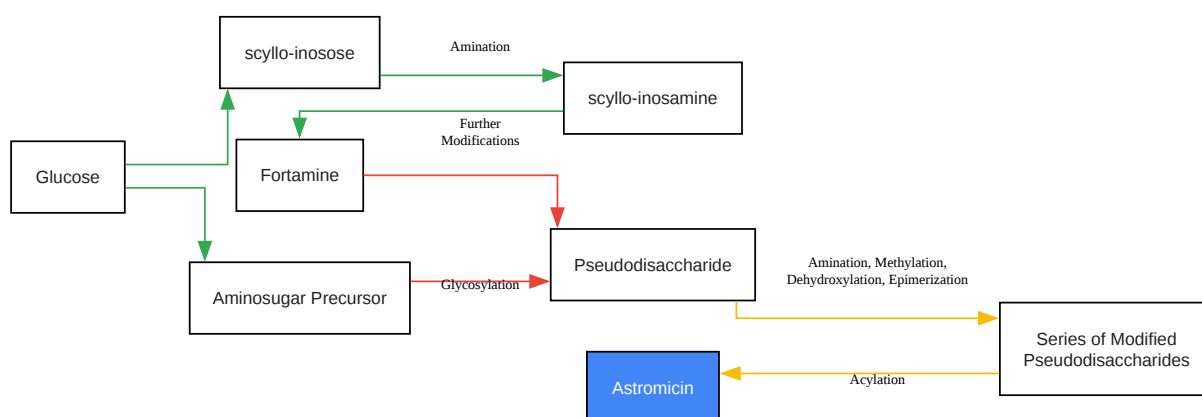 scyllo-inosose
Amination
scyllo-inosamine
Further
Modifications
Glucose
Fortamine
Pseudodisaccharide
Amination, Methylation,
Dehydroxylation, Epimerization
Aminosugar Precursor
Glycosylation
Series of Modified
Pseudodisaccharides
Astromicin
Acylation